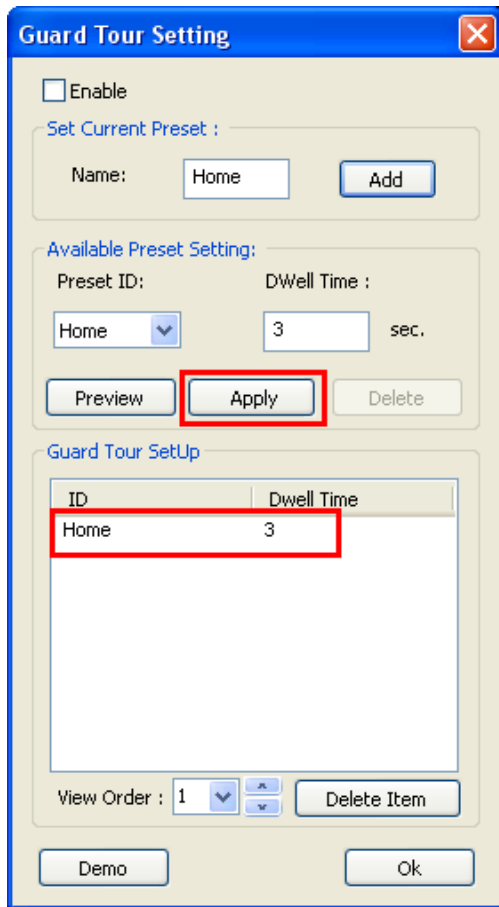 Guard Tour Setting
Enable
Set Current Preset :
Name: Home Add
Available Preset Setting:
Preset ID: DWell Time :
Home 3 sec.
Preview Apply Delete
Guard Tour SetUp
ID Dwell Time
Home 3
View Order : 1 Delete Item
Demo Ok